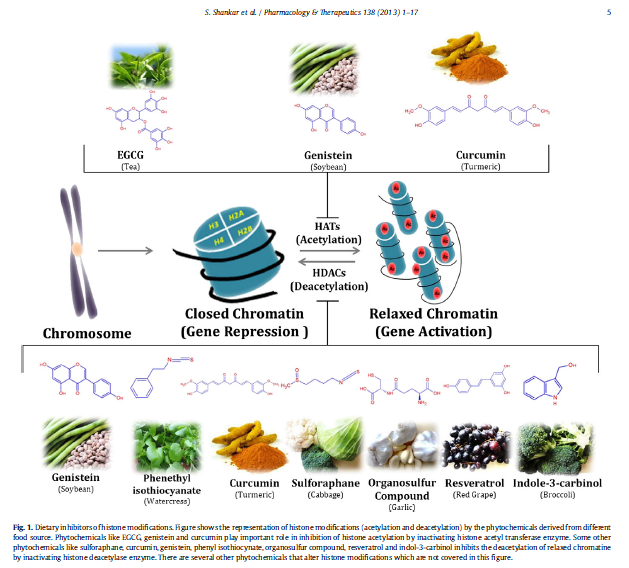 S. Shankar et al. / Pharmacology & Therapeutics 138 (2013) 1–17
5
EGCG
(Tea)
Genistein
(Soybean)
Curcumin
(Turmeric)
H3 H2A
H4 H2B
HATs
(Acetylation)
HDACs
(Deacetylation)
Chromosome
Closed Chromatin
(Gene Repression )
Relaxed Chromatin
(Gene Activation)
Genistein
(Soybean)
Phenethyl
isothiocyanate
(Watercress)
Curcumin
(Turmeric)
Sulforaphane
(Cabbage)
Organosulfur
Compound
(Garlic)
Resveratrol
(Red Grape)
Indole-3-carbinol
(Broccoli)
Fig. 1. Dietary inhibitors of histone modifications. Figure shows the representation of histone modifications (acetylation and deacetylation) by the phytochemicals derived from different
food source. Phytochemicals like EGCG, genistein and curcumin play important role in inhibition of histone acetylation by inactivating histone acetyl transferase enzyme. Some other
phytochemicals like sulforaphane, curcumin, genistein, phenyl isothiocynate, organosulfur compound, resveratrol and indol-3-carbinol inhibits the deacetylation of relaxed chromatine
by inactivating histone deacetylase enzyme. There are several other phytochemicals that alter histone modifications which are not covered in this figure.